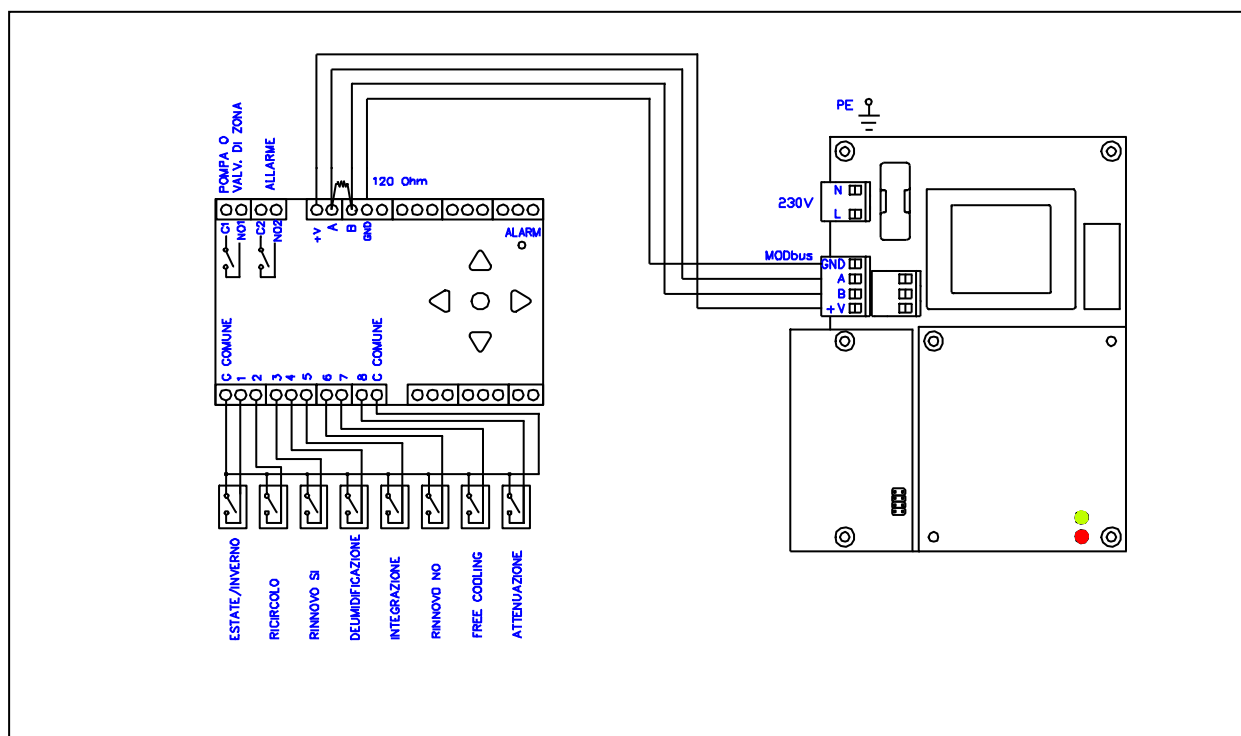 POMPA O
VALV. DI ZONA
ALLARME
C1
NO1
C2
NO2
120 Ohm
+V
A
B
GND
ALARM
C COMUNE
1
2
3
4
5
6
7
8
C COMUNE
ESTATE/INVERNO
RICIRCOLO
RINNOVO SI
DEUMIDIFICAZIONE
INTEGRAZIONE
RINNOVO NO
FREE COOLING
ATTENUAZIONE
PE
230V
N
L
MODbus
GND
A
B
+V